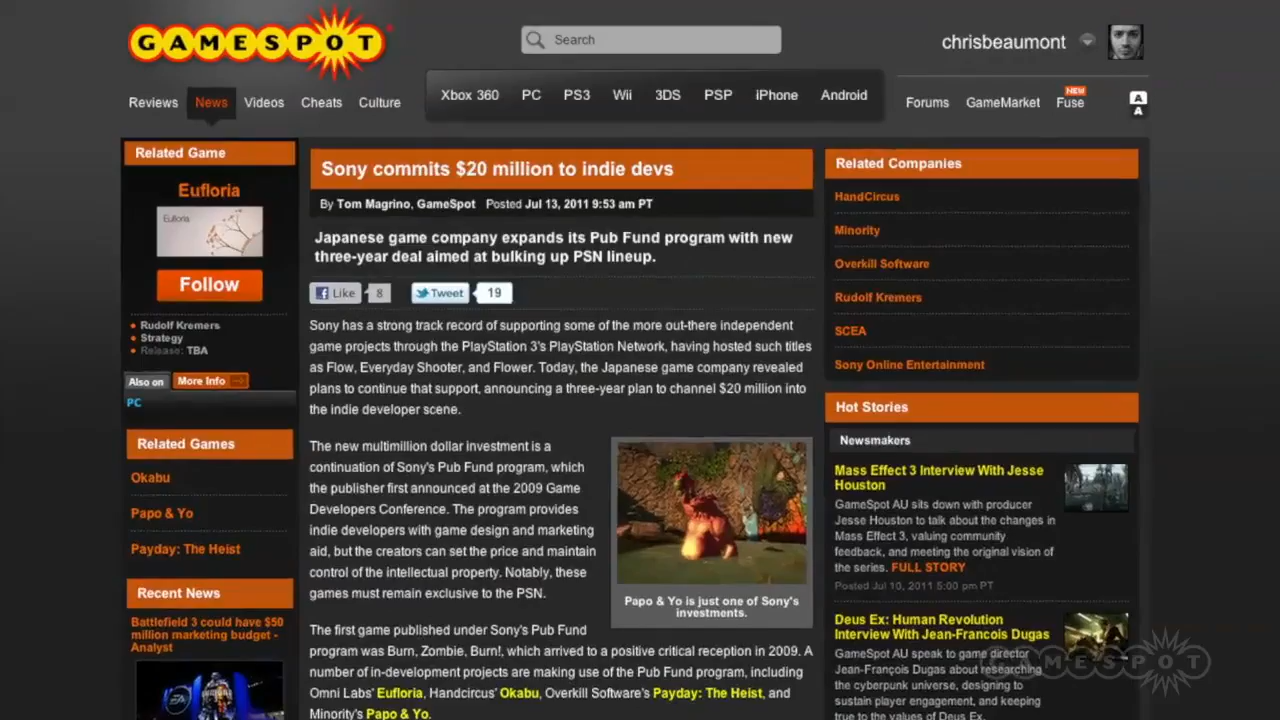 GAMESPOT
Search
chrisbeaumont
Reviews News Videos Cheats Culture
Xbox 360 PC PS3 Wii 3DS PSP iPhone Android
Forums GameMarket Fuse
NEW
A
A
Related Game
Eufloria
Eufloria
Follow
Rudolf Kremers
Strategy
Release: TBA
Also on More Info
PC
Related Games
Okabu
Papo & Yo
Payday: The Heist
Recent News
Battlefield 3 could have $50
million marketing budget -
Analyst
EA
Sony commits $20 million to indie devs
By Tom Magrino, GameSpot Posted Jul 13, 2011 9:53 am PT
Japanese game company expands its Pub Fund program with new
three-year deal aimed at bulking up PSN lineup.
Like 8 Tweet 19
Sony has a strong track record of supporting some of the more out-there independent
game projects through the PlayStation 3's PlayStation Network, having hosted such titles
as Flow, Everyday Shooter, and Flower. Today, the Japanese game company revealed
plans to continue that support, announcing a three-year plan to channel $20 million into
the indie developer scene.
The new multimillion dollar investment is a
continuation of Sony's Pub Fund program, which
the publisher first announced at the 2009 Game
Developers Conference. The program provides
indie developers with game design and marketing
aid, but the creators can set the price and maintain
control of the intellectual property. Notably, these
games must remain exclusive to the PSN.
Papo & Yo is just one of Sony's
investments.
The first game published under Sony's Pub Fund
program was Burn, Zombie, Burn!, which arrived to a positive critical reception in 2009. A
number of in-development projects are making use of the Pub Fund program, including
Omni Labs' Eufloria, Handcircus' Okabu, Overkill Software's Payday: The Heist, and
Minority's Papo & Yo.
Related Companies
HandCircus
Minority
Overkill Software
Rudolf Kremers
SCEA
Sony Online Entertainment
Hot Stories
Newsmakers
Mass Effect 3 Interview With Jesse
Houston
GameSpot AU sits down with producer
Jesse Houston to talk about the changes in
Mass Effect 3, valuing community
feedback, and meeting the original vision of
the series. FULL STORY
Posted Jul 10, 2011 5:00 pm PT
Deus Ex: Human Revolution
Interview With Jean-Francois Dugas
GameSpot AU speak to game director
Jean-François Dugas about researching
the cyberpunk universe, designing to
sustain player engagement, and keeping
true to the values of Deus Ex.
GAMESPOT